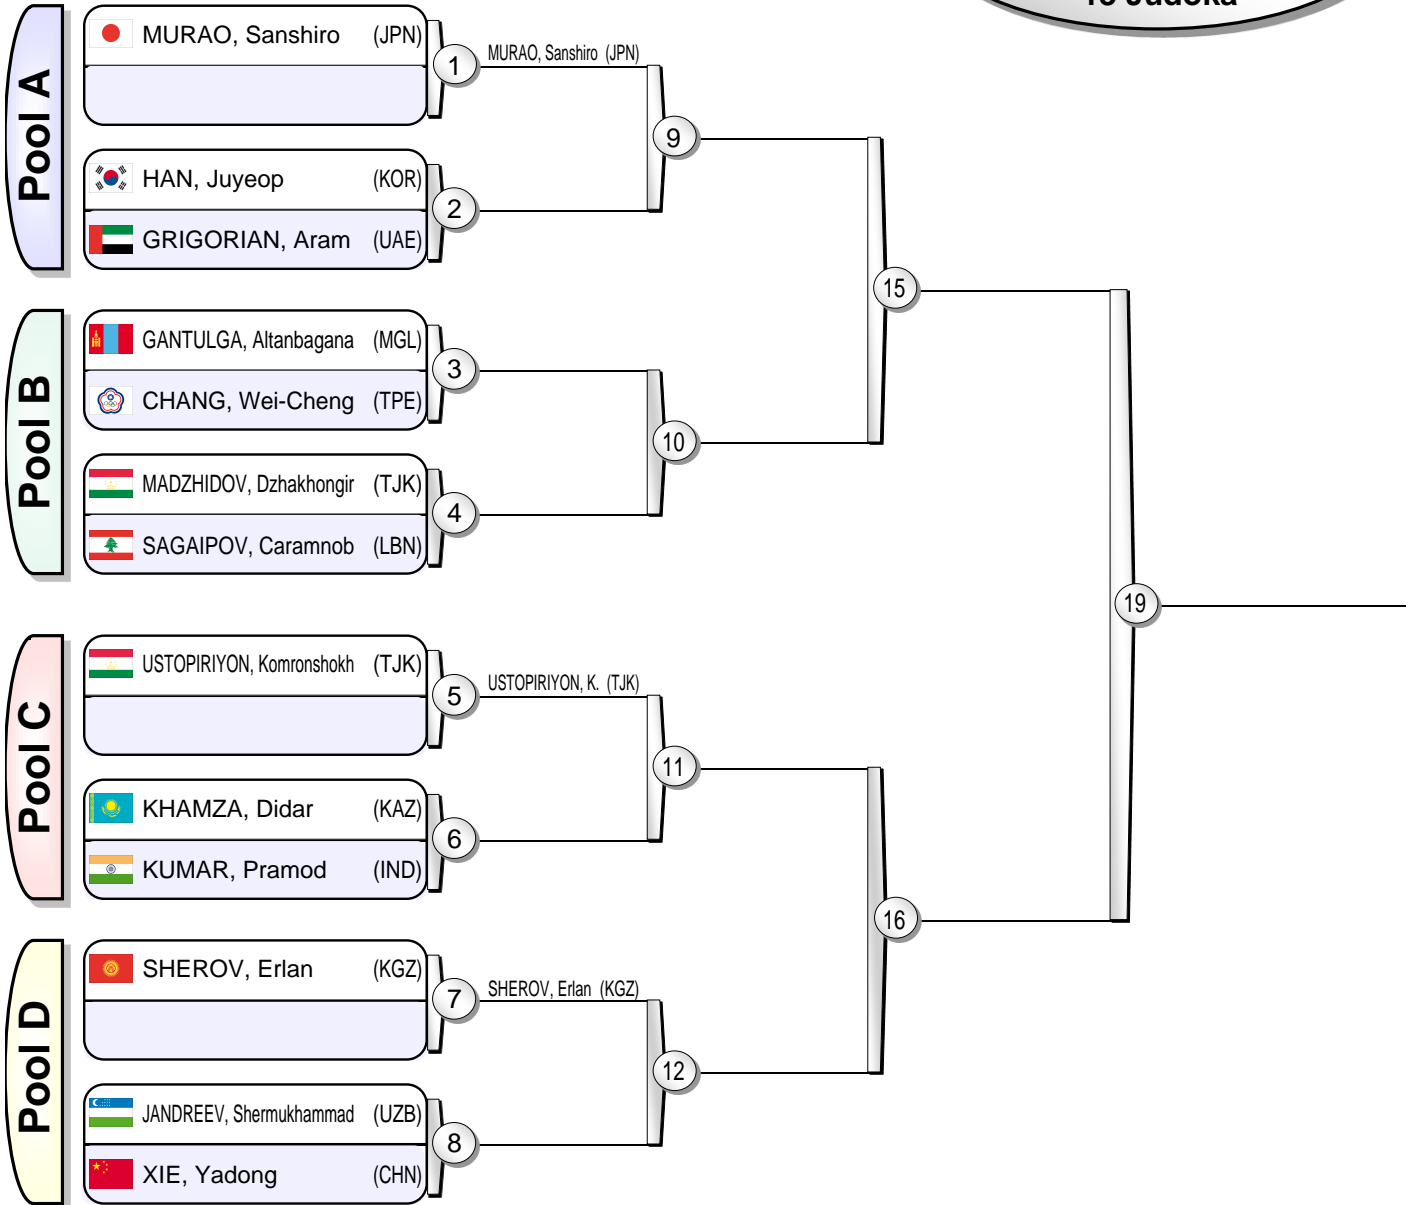 Judoka
Pool A
MURAO, Sanshiro (JPN)
1
MURAO, Sanshiro (JPN)
HAN, Juyeop (KOR)
2
GRIGORIAN, Aram (UAE)
9
Pool B
GANTULGA, Altanbagana (MGL)
3
CHANG, Wei-Cheng (TPE)
MADZHIDOV, Dzhakhongir (TJK)
4
SAGAIPOV, Caramnob (LBN)
10
15
Pool C
USTOPIRIYON, Komronshokh (TJK)
5
USTOPIRIYON, K. (TJK)
KHAMZA, Didar (KAZ)
6
KUMAR, Pramod (IND)
11
Pool D
SHEROV, Erlan (KGZ)
7
SHEROV, Erlan (KGZ)
JANDREEV, Shermukhammad (UZB)
8
XIE, Yadong (CHN)
12
16
19